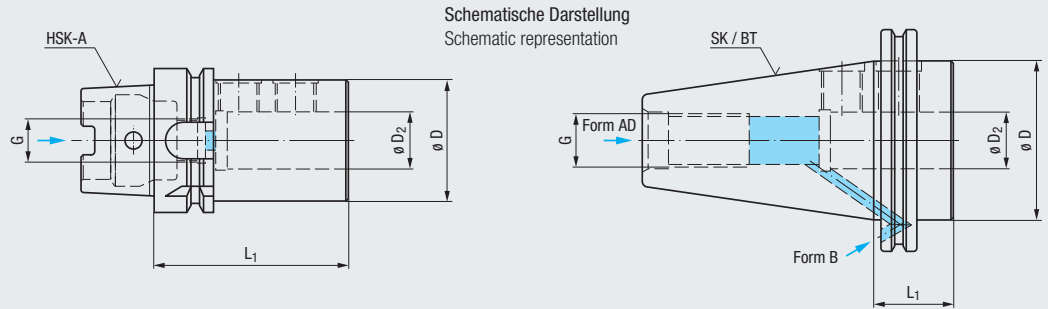 Schematische Darstellung
Schematic representation
HSK-A
G
ø D2
ø D
L1
SK / BT
Form AD
G
ø D2
ø D
Form B
L1